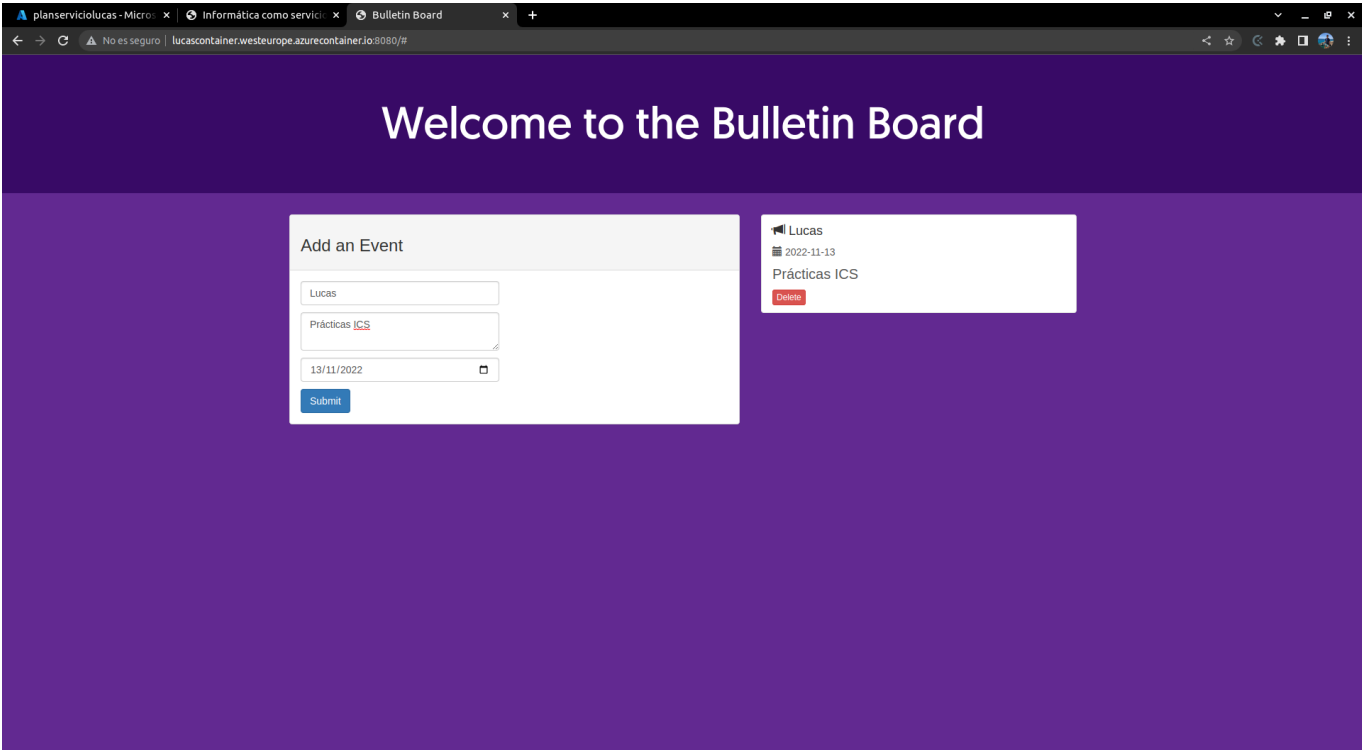 planserviciolucas - Micros
Informática como servicio
Bulletin Board
No es seguro
lucascontainer.westeurope.azurecontainer.io:8080/#
Welcome to the Bulletin Board
Add an Event
Lucas
Prácticas ICS
13/11/2022
Submit
Lucas
2022-11-13
Prácticas ICS
Delete